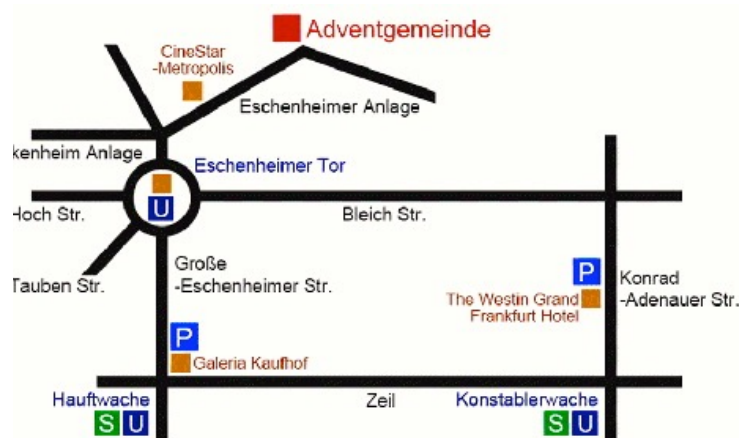 Adventgemeinde
CineStar
-Metropolis
Eschenheimer Anlage
kenheim Anlage
Eschenheimer Tor
U
Hoch Str.
Bleich Str.
Tauben Str.
Große
-Eschenheimer Str.
P
Konrad
-Adenauer Str.
The Westin Grand
Frankfurt Hotel
P
Galeria Kaufhof
Hauftwache
Zeil
Konstablerwache
S U
S U